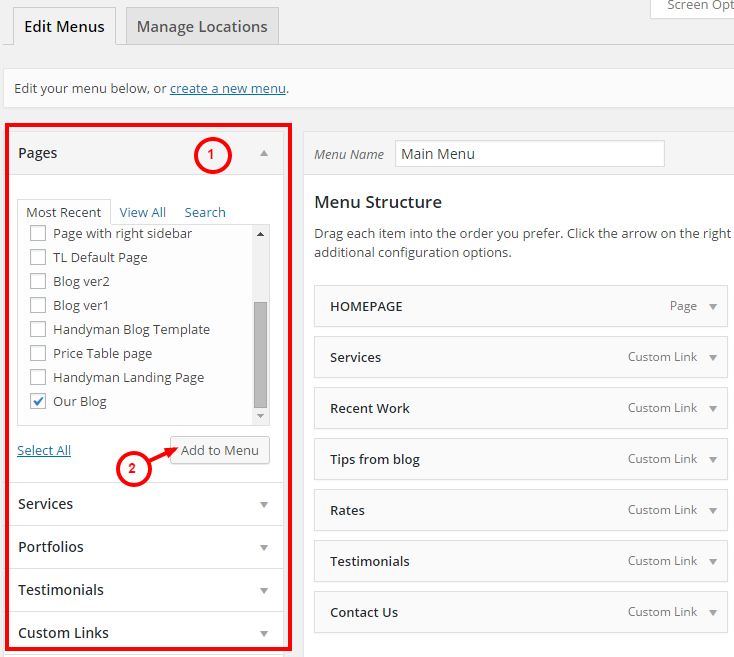 Screen Opt
Edit Menus
Manage Locations
Edit your menu below, or create a new menu.
Pages
1
Most Recent
View All
Search
Page with right sidebar
TL Default Page
Blog ver2
Blog ver1
Handyman Blog Template
Price Table page
Handyman Landing Page
Our Blog
Select All
2
Add to Menu
Services
Portfolios
Testimonials
Custom Links
Menu Name
Main Menu
Menu Structure
Drag each item into the order you prefer. Click the arrow on the right
additional configuration options.
HOMEPAGE Page
Services Custom Link
Recent Work Custom Link
Tips from blog Custom Link
Rates Custom Link
Testimonials Custom Link
Contact Us Custom Link